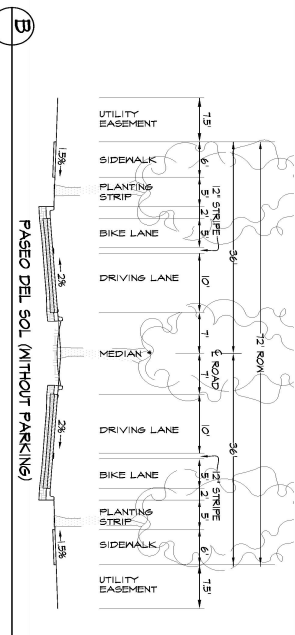 72' ROW
36'
36'
12" STRIPE
℄ ROAD
12" STRIPE
7.5'
6'
5'
2'
5'
10'
7'
7'
10'
5'
2'
5'
6'
7.5'
UTILITY
EASEMENT
SIDEWALK
PLANTING
STRIP
BIKE LANE
DRIVING LANE
MEDIAN
DRIVING LANE
BIKE LANE
PLANTING
STRIP
SIDEWALK
UTILITY
EASEMENT
1.5%
2%
2%
1.5%
PASEO DEL SOL (WITHOUT PARKING)
B